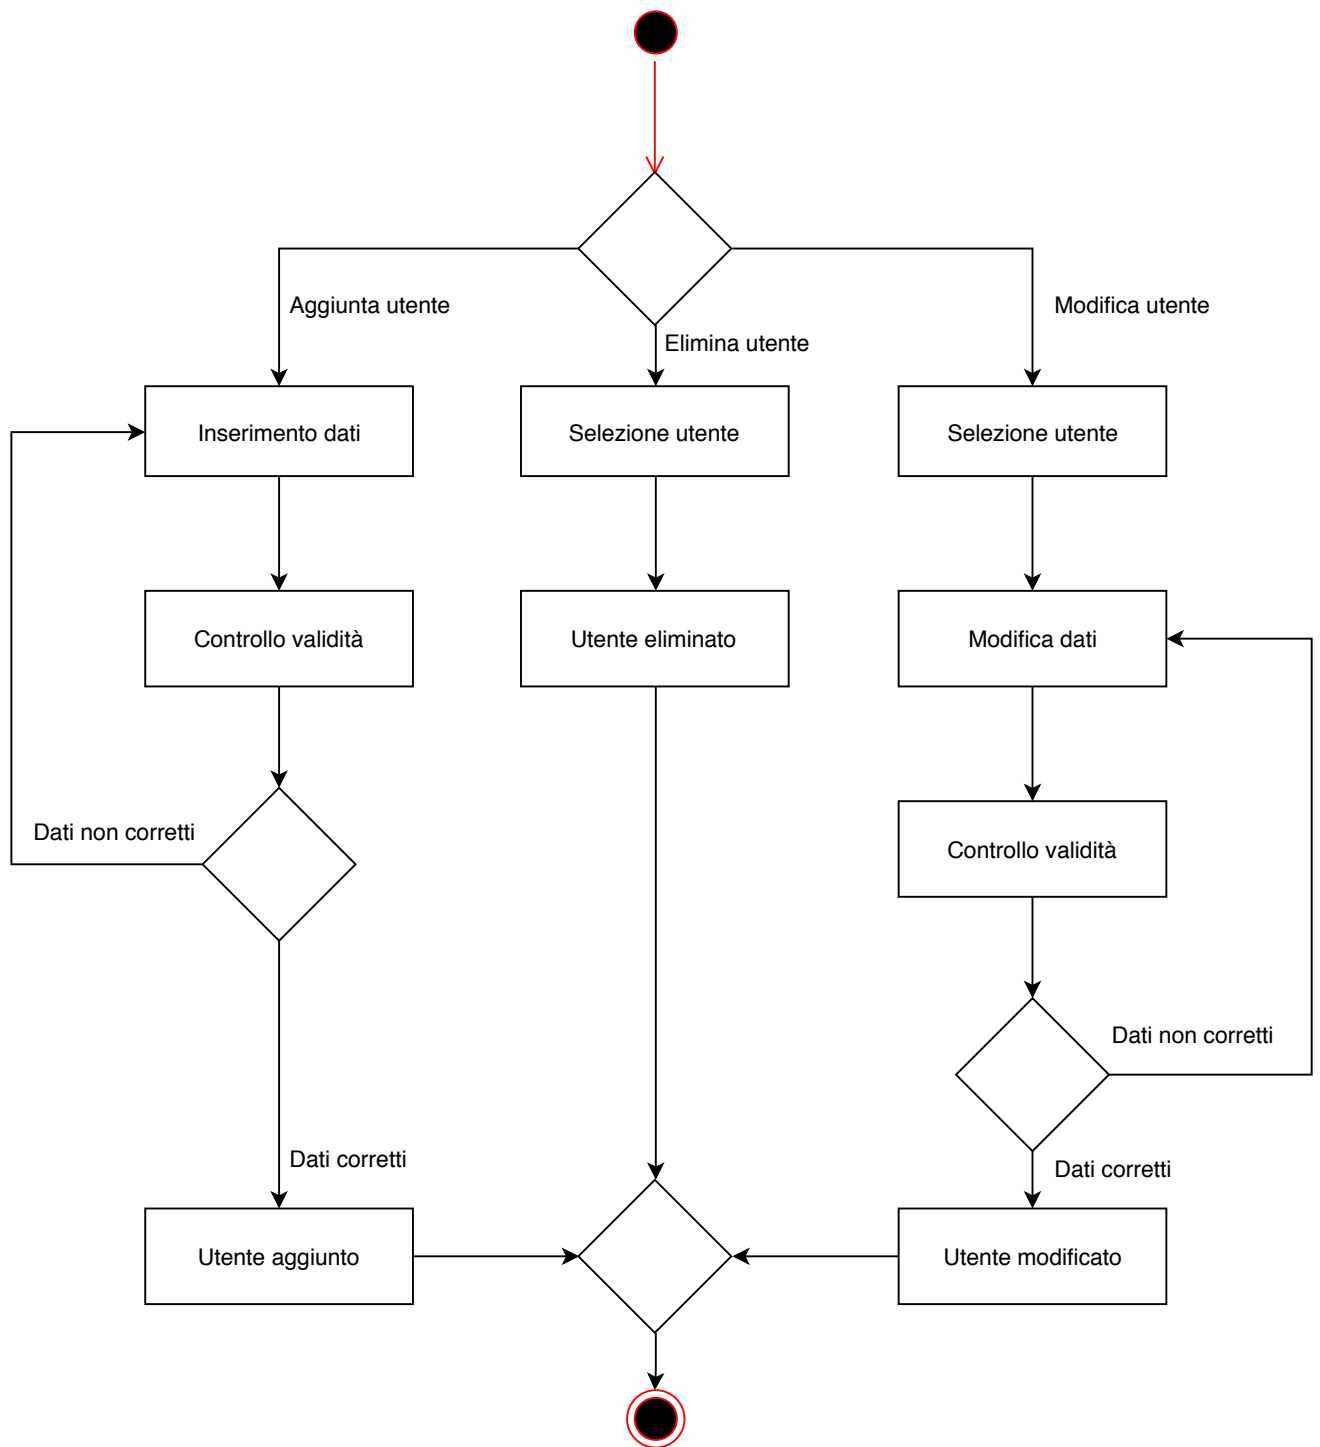 Aggiunta utente
Modifica utente
Elimina utente
Inserimento dati
Selezione utente
Selezione utente
Controllo validità
Utente eliminato
Modifica dati
Dati non corretti
Controllo validità
Dati non corretti
Dati corretti
Dati corretti
Utente aggiunto
Utente modificato